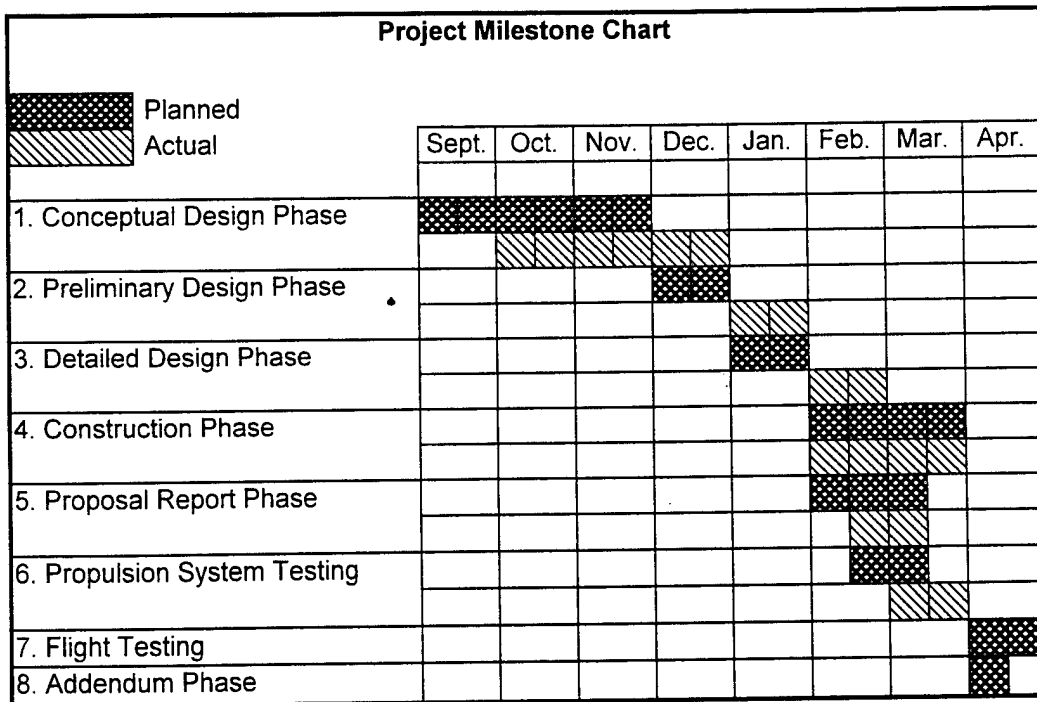 Project Milestone Chart
Planned
Actual
Sept. Oct. Nov. Dec. Jan. Feb. Mar. Apr.
1. Conceptual Design Phase
2. Preliminary Design Phase
3. Detailed Design Phase
4. Construction Phase
5. Proposal Report Phase
6. Propulsion System Testing
7. Flight Testing
8. Addendum Phase